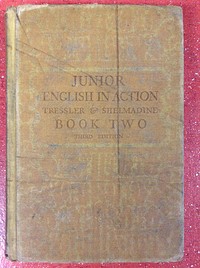 JUNIOR
ENGLISH IN ACTION
TRESSLER & SHELMADINE
BOOK TWO
THIRD EDITION